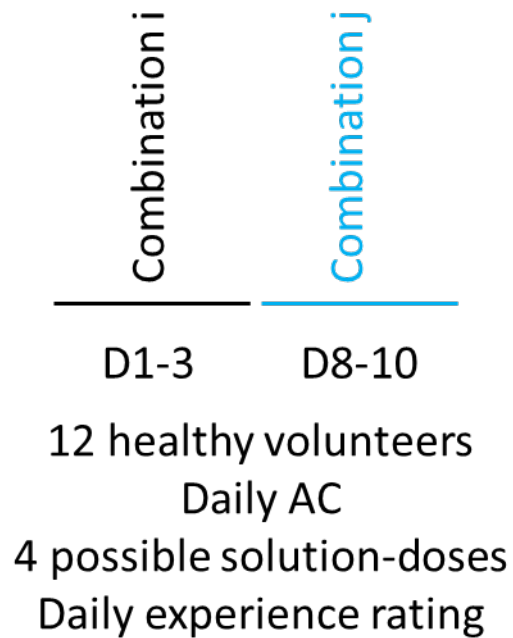 Combination i
Combination j
D1-3
D8-10
12 healthy volunteers
Daily AC
4 possible solution-doses
Daily experience rating